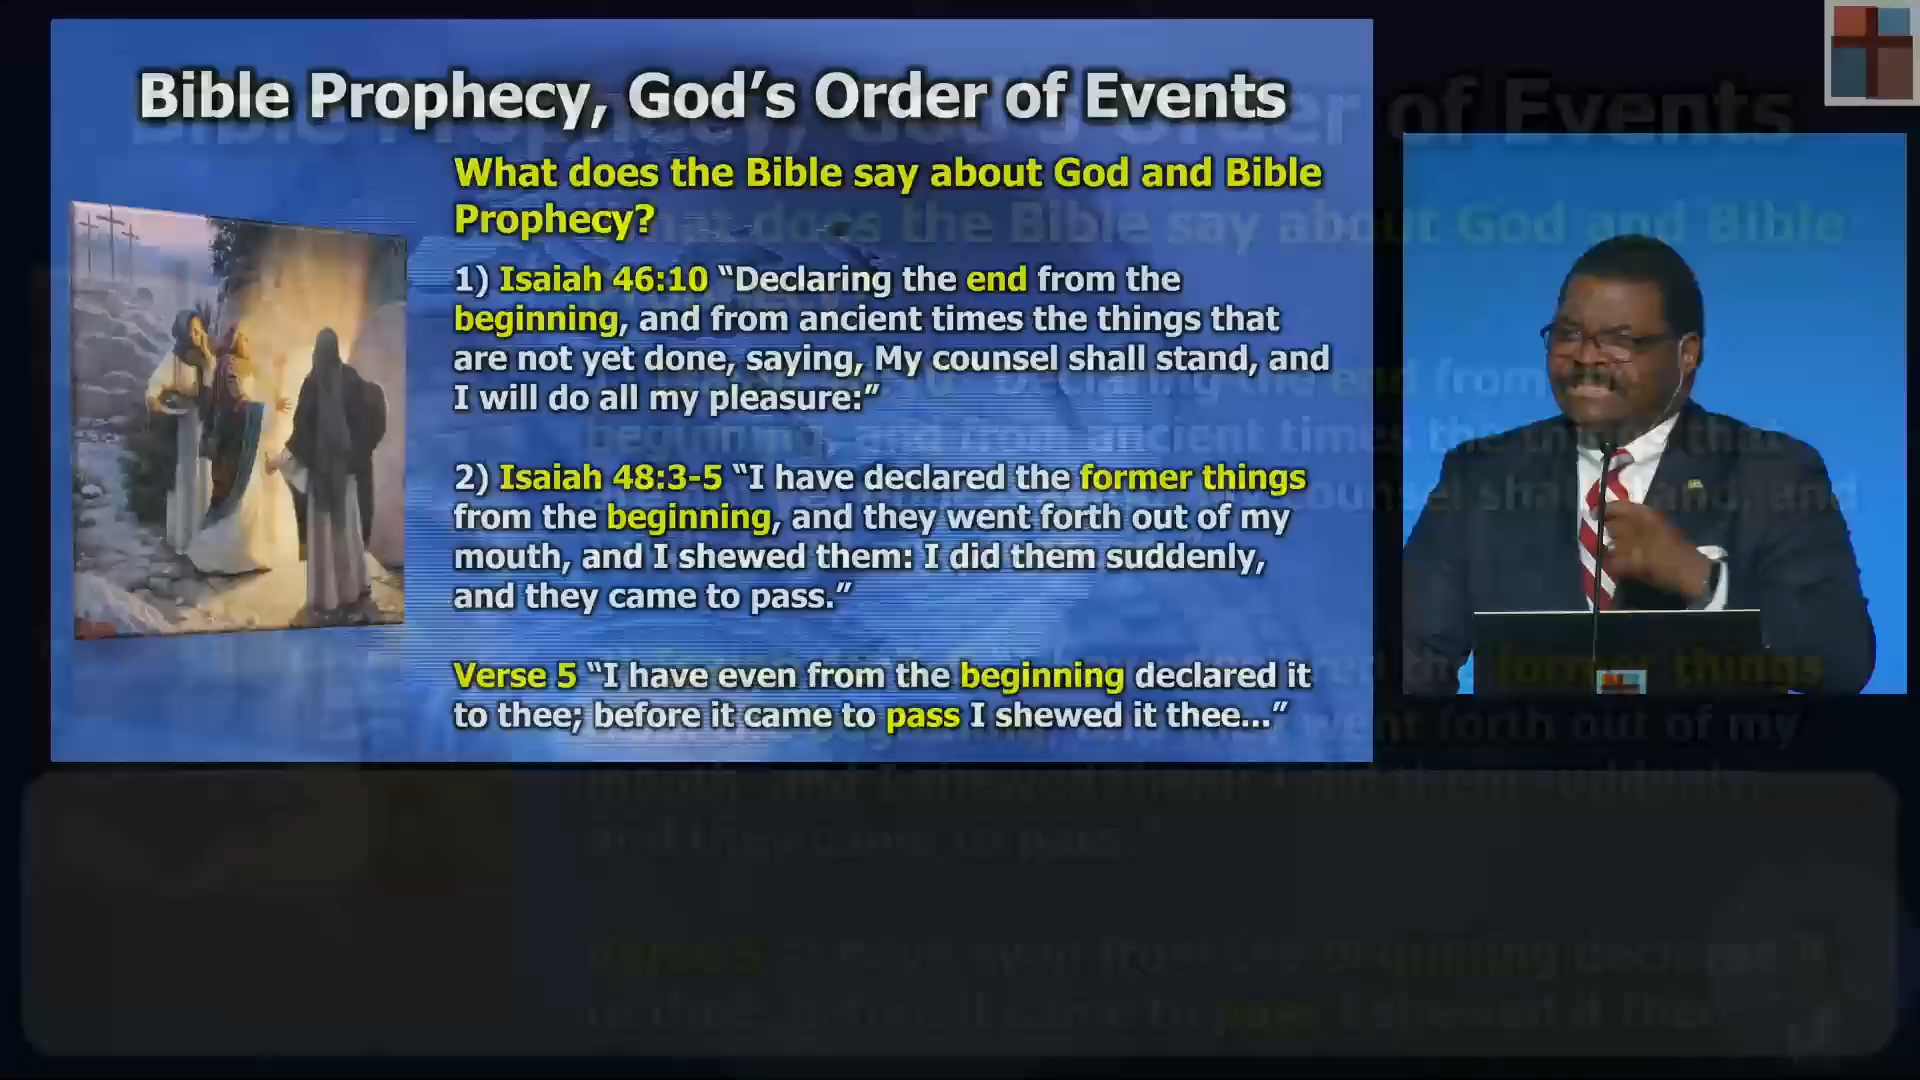 Bible Prophecy, God’s Order of Events
What does the Bible say about God and Bible
Prophecy?
1) Isaiah 46:10 “Declaring the end from the
beginning, and from ancient times the things that
are not yet done, saying, My counsel shall stand, and
I will do all my pleasure:”
2) Isaiah 48:3-5 “I have declared the former things
from the beginning, and they went forth out of my
mouth, and I shewed them: I did them suddenly,
and they came to pass.”
Verse 5 “I have even from the beginning declared it
to thee; before it came to pass I shewed it thee...”